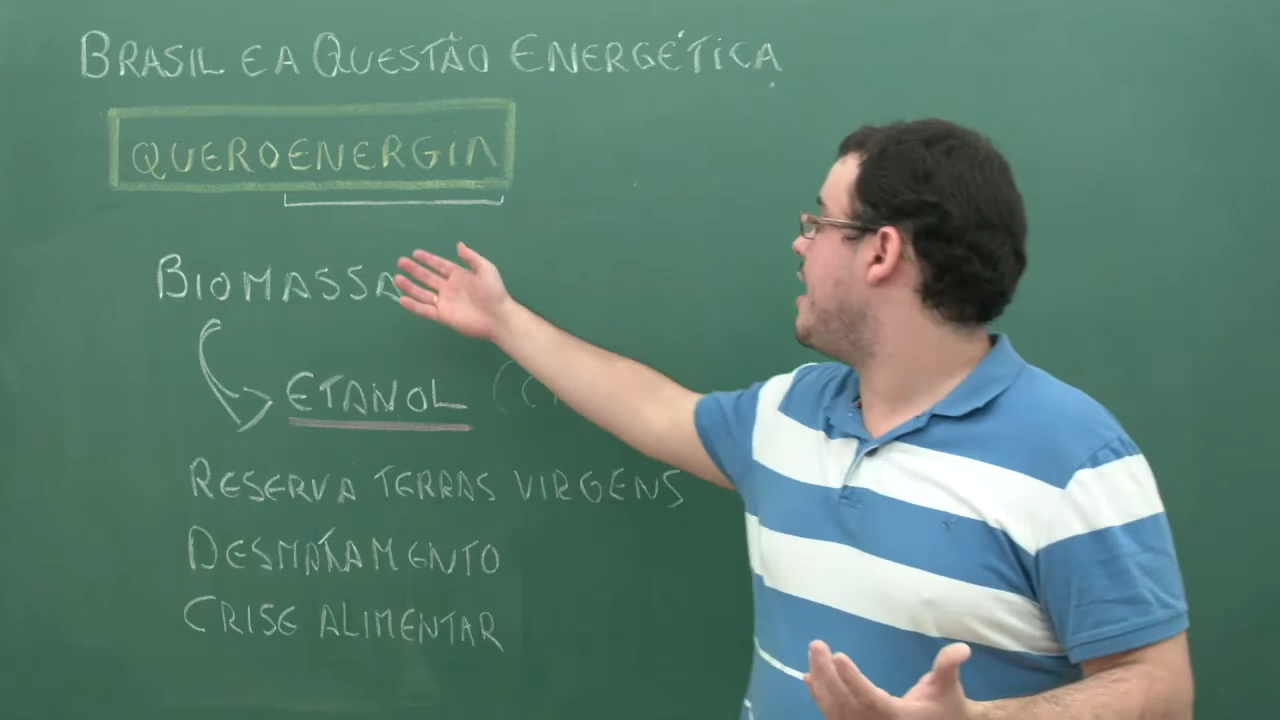 BRASIL E A QUESTÃO ENERGÉTICA
QUEROENERGIA
BIOMASSA
ETANOL
RESERVA TERRAS VIRGENS
DESMATAMENTO
CRISE ALIMENTAR